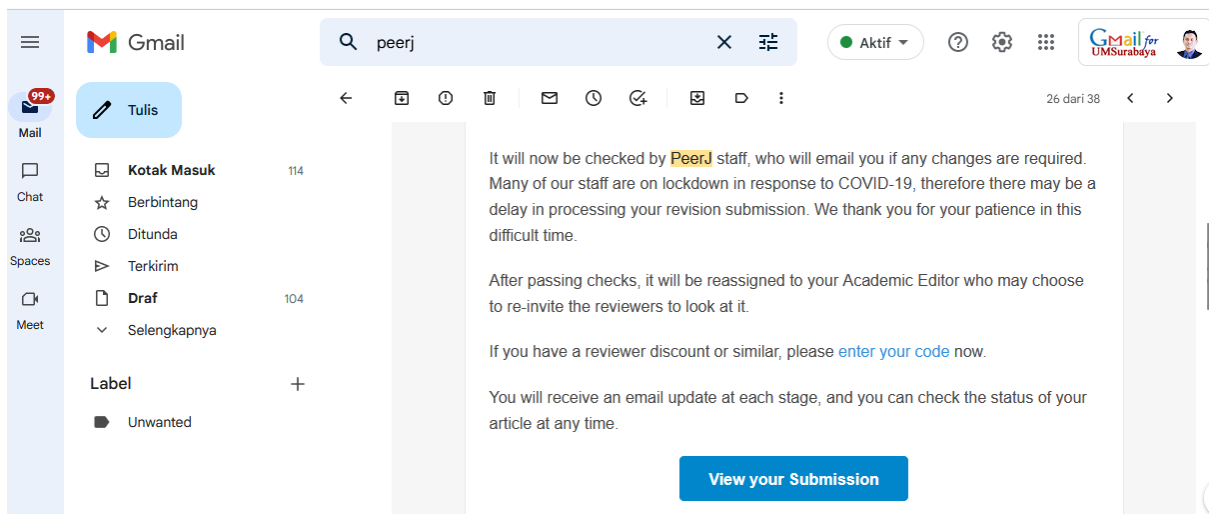 Gmail
peerj
Aktif
GMail for
UMSurabaya
99+
Mail
Tulis
26 dari 38
Chat
Spaces
Meet
Kotak Masuk 114
Berbintang
Ditunda
Terkirim
Draf 104
Selengkapnya
Label
Unwanted
It will now be checked by PeerJ staff, who will email you if any changes are required.
Many of our staff are on lockdown in response to COVID-19, therefore there may be a
delay in processing your revision submission. We thank you for your patience in this
difficult time.
After passing checks, it will be reassigned to your Academic Editor who may choose
to re-invite the reviewers to look at it.
If you have a reviewer discount or similar, please enter your code now.
You will receive an email update at each stage, and you can check the status of your
article at any time.
View your Submission